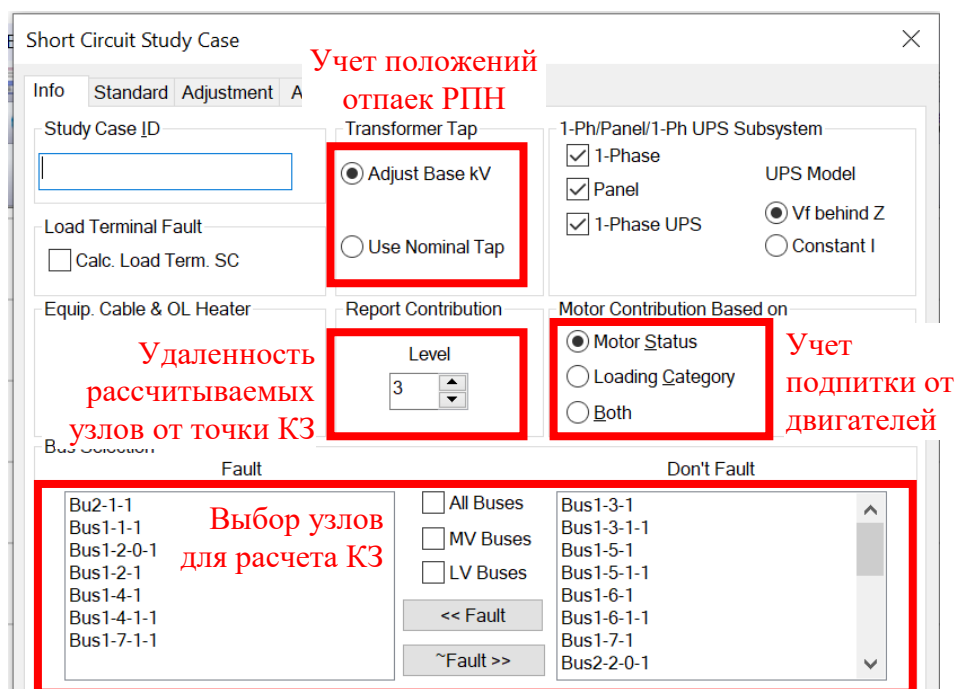 Short Circuit Study Case
Учет положений
отпаек РПН
Info
Standard
Adjustment
A
Study Case ID
Transformer Tap
Adjust Base kV
Use Nominal Tap
1-Ph/Panel/1-Ph UPS Subsystem
1-Phase
Panel
1-Phase UPS
UPS Model
Vf behind Z
Constant I
Load Terminal Fault
Calc. Load Term. SC
Equip. Cable & OL Heater
Удаленность
рассчитываемых
узлов от точки КЗ
Report Contribution
Level
3
Motor Contribution Based on
Motor Status
Loading Category
Both
Учет
подпитки от
двигателей
Bus Selection
Fault
Don't Fault
Bu2-1-1
Bus1-1-1
Bus1-2-0-1
Bus1-2-1
Bus1-4-1
Bus1-4-1-1
Bus1-7-1-1
Выбор узлов
для расчета КЗ
All Buses
MV Buses
LV Buses
<< Fault
~Fault >>
Bus1-3-1
Bus1-3-1-1
Bus1-5-1
Bus1-5-1-1
Bus1-6-1
Bus1-6-1-1
Bus1-7-1
Bus2-2-0-1